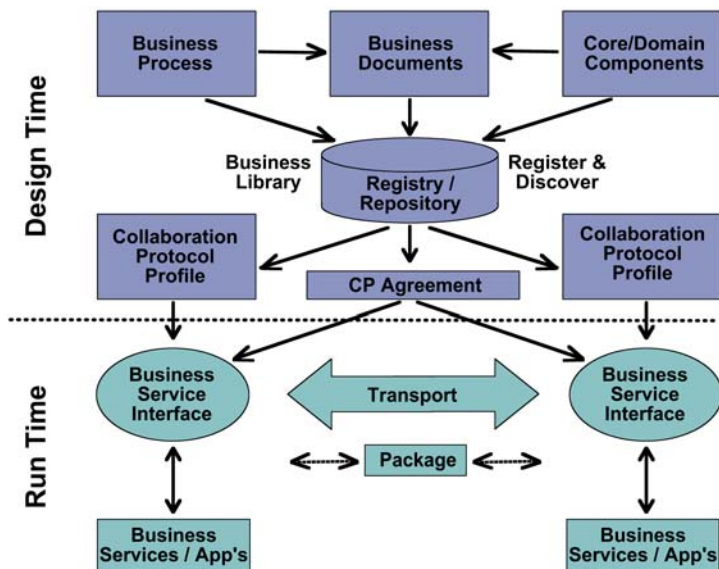 Design Time
Business
Process
Business
Documents
Core/Domain
Components
Business
Library
Registry /
Repository
Register &
Discover
Collaboration
Protocol
Profile
CP Agreement
Collaboration
Protocol
Profile
Run Time
Business
Service
Interface
Transport
Business
Service
Interface
Package
Business
Services / App's
Business
Services / App's